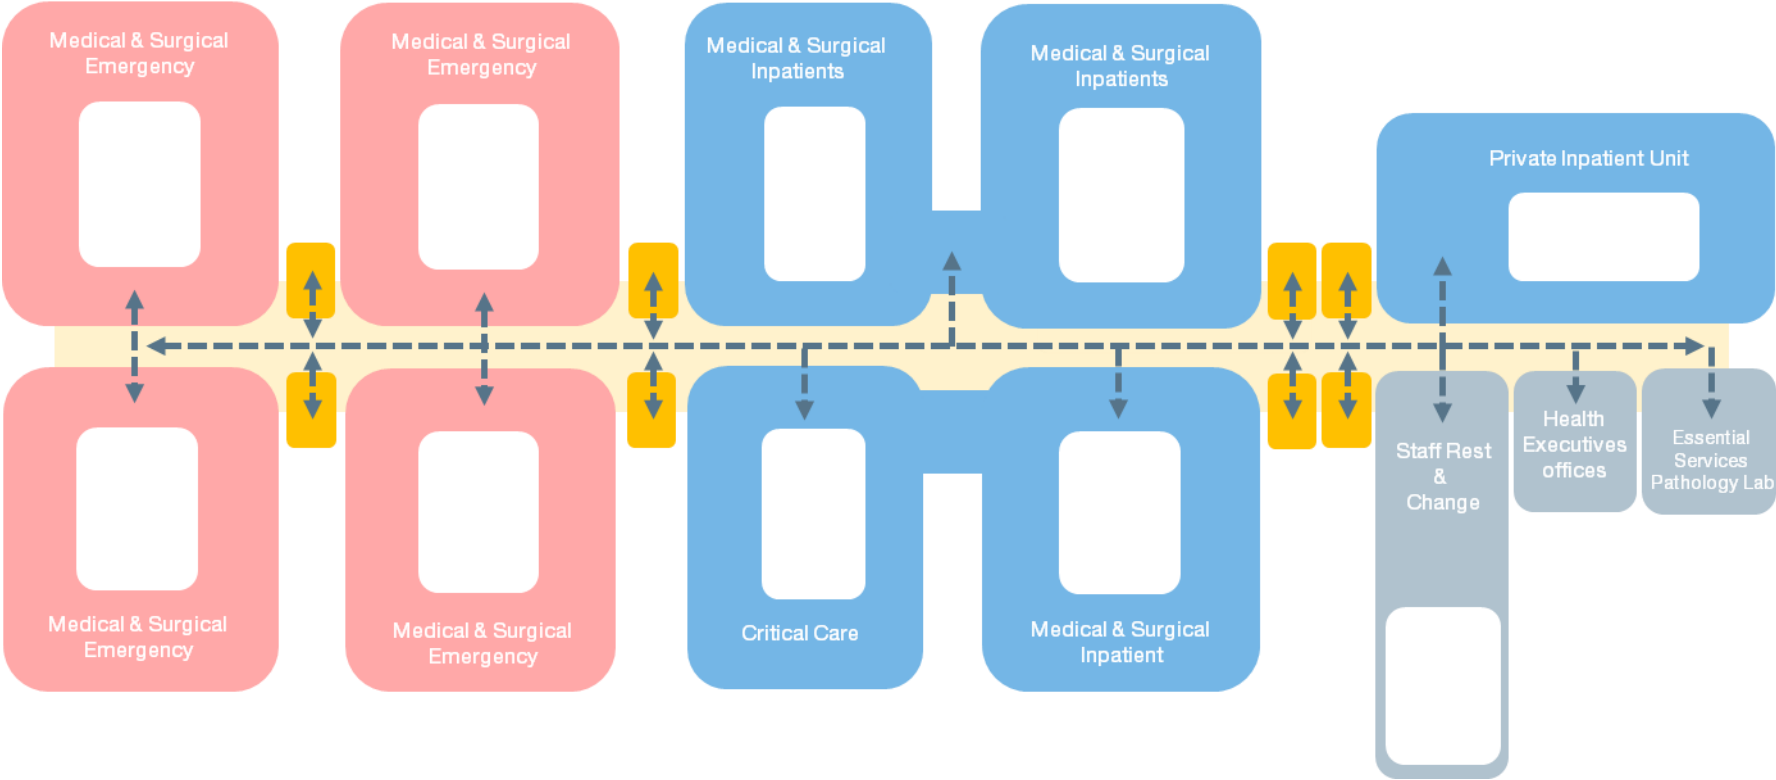 Medical & Surgical
Emergency
Medical & Surgical
Emergency
Medical & Surgical
Inpatients
Medical & Surgical
Inpatients
Private Inpatient Unit
Medical & Surgical
Emergency
Medical & Surgical
Emergency
Critical Care
Medical & Surgical
Inpatient
Staff Rest
&
Change
Health
Executives
offices
Essential
Services
Pathology Lab